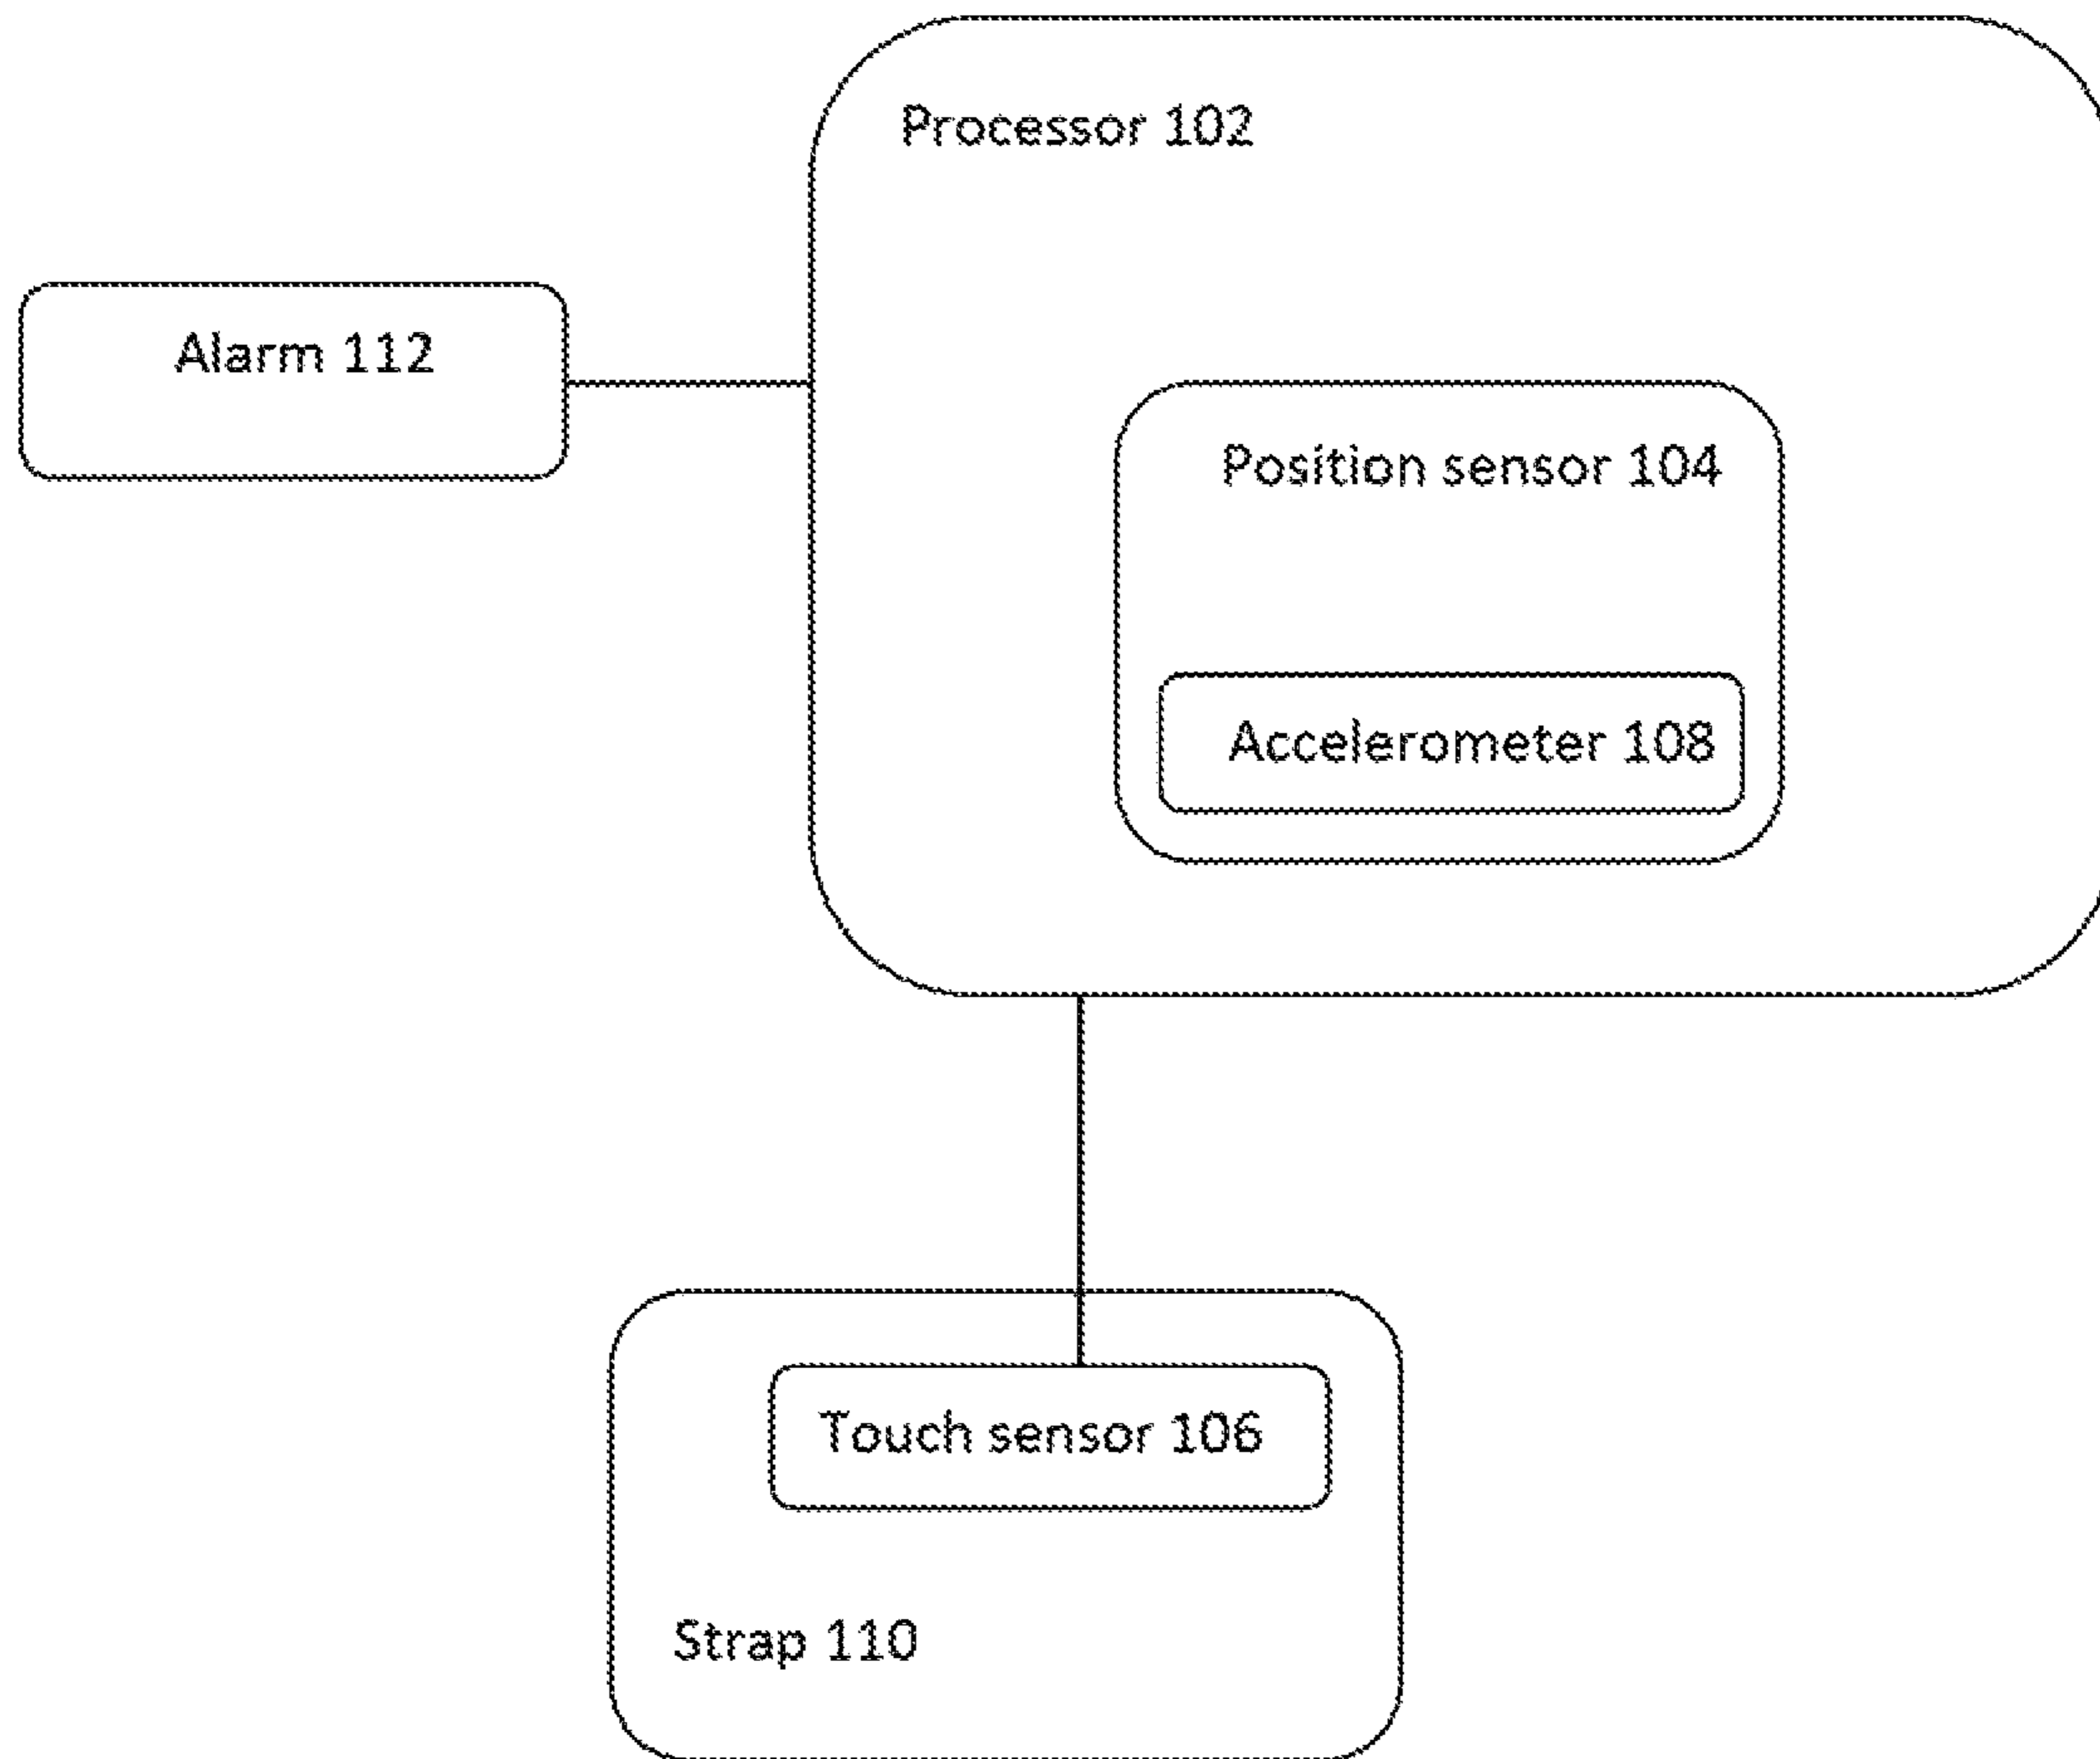 Processor 102
Alarm 112
Position sensor 104
Accelerometer 108
Touch sensor 106
Strap 110